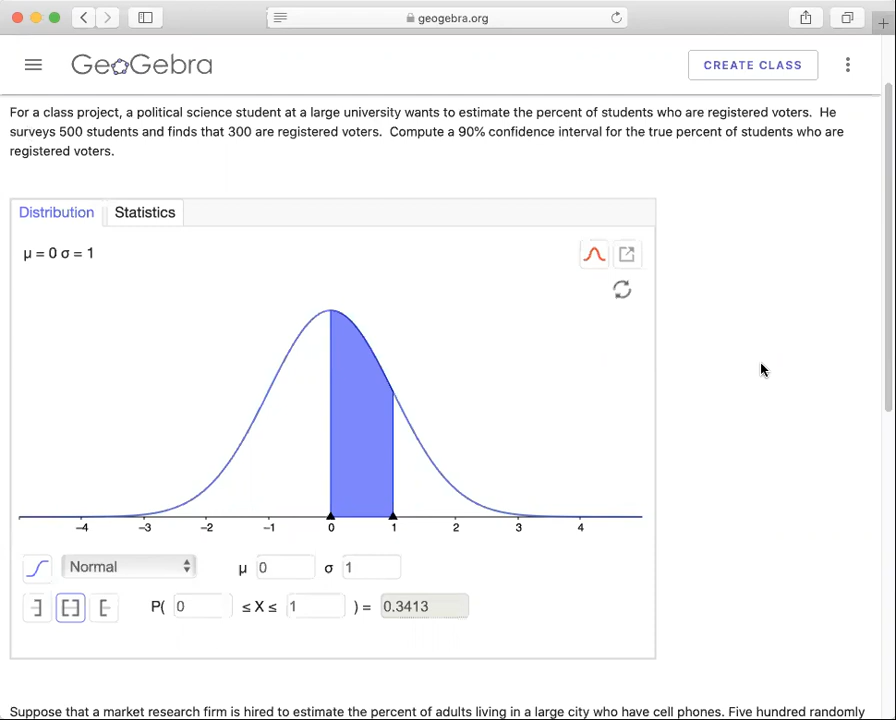 geogebra.org
GeoGebra
CREATE CLASS
For a class project, a political science student at a large university wants to estimate the percent of students who are registered voters. He
surveys 500 students and finds that 300 are registered voters. Compute a 90% confidence interval for the true percent of students who are
registered voters.
Distribution Statistics
μ = 0 σ = 1
−4 −3 −2 −1 0 1 2 3 4
Normal μ 0 σ 1
P( 0 ≤ X ≤ 1 ) = 0.3413
Suppose that a market research firm is hired to estimate the percent of adults living in a large city who have cell phones. Five hundred randomly